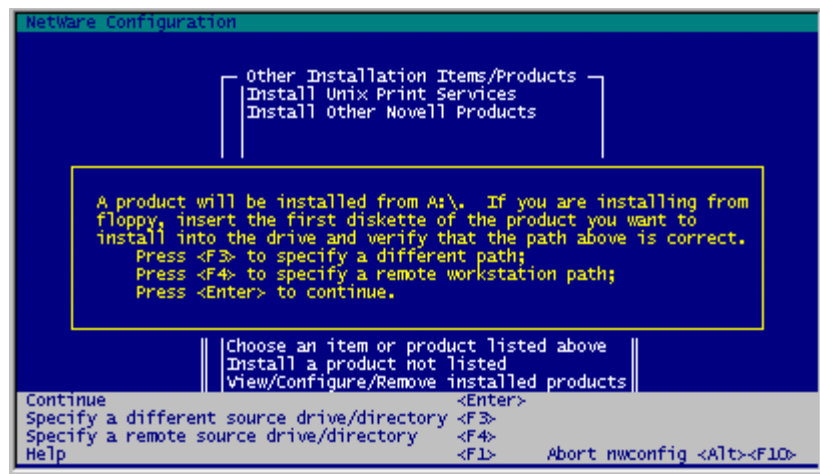 NetWare Configuration
Other Installation Items/Products
Install Unix Print Services
Install Other Novell Products
A product will be installed from A:\. If you are installing from
floppy, insert the first diskette of the product you want to
install into the drive and verify that the path above is correct.
Press <F3> to specify a different path;
Press <F4> to specify a remote workstation path;
Press <Enter> to continue.
Choose an item or product listed above
Install a product not listed
View/Configure/Remove installed products
Continue <Enter>
Specify a different source drive/directory <F3>
Specify a remote source drive/directory <F4>
Help <F1> Abort nwconfig <Alt><F10>